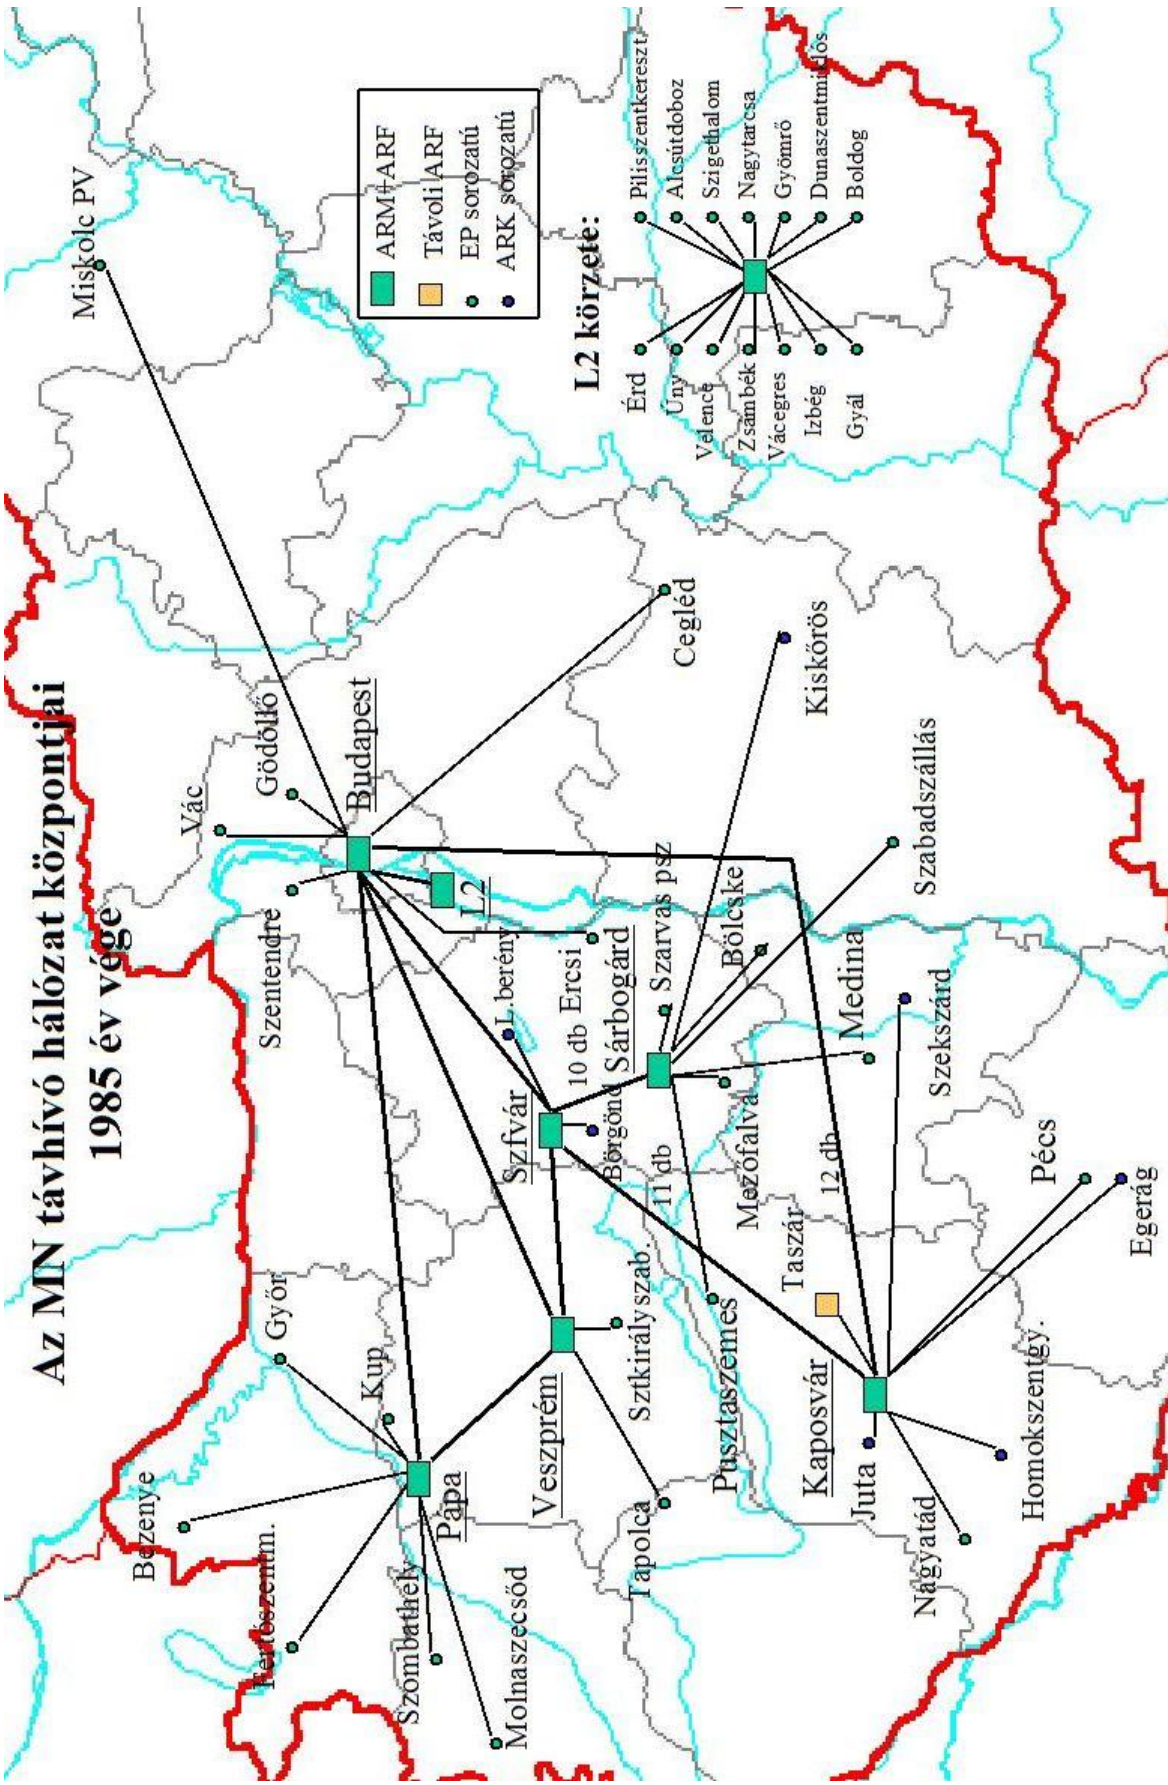 Az MN távhívó hálózat központjai
1985 év vége
Miskolc PV
ARM+ARF
Távoli ARF
EP sorozatú
ARK sorozatú
L2 körzete:
Érd
Úny
Velence
Zsámbék
Vácegres
Izbég
Gyál
Pilisszentkereszt
Alcsútdoboz
Szigethalom
Nagytarcsa
Gyömrő
Dunaszentmiklós
Boldog
Vác
Gödöllő
Szentendre
Budapest
L2
Cegléd
Kiskőrös
Szabadszállás
Győr
Kup
Bezenye
Fertőszentm.
Pápa
Szombathely
Molnaszecsőd
Veszprém
Sztkirályszab.
Tapolca
Szfvár
L.berény
Börgönd
10 db
Ercsi
Sárbogárd
Szarvas psz
Bölcske
Medina
Mezőfalva
11 db
Pusztaszemes
Szekszárd
12 db
Taszár
Kaposvár
Juta
Nagyatád
Homokszentgy.
Pécs
Egerág